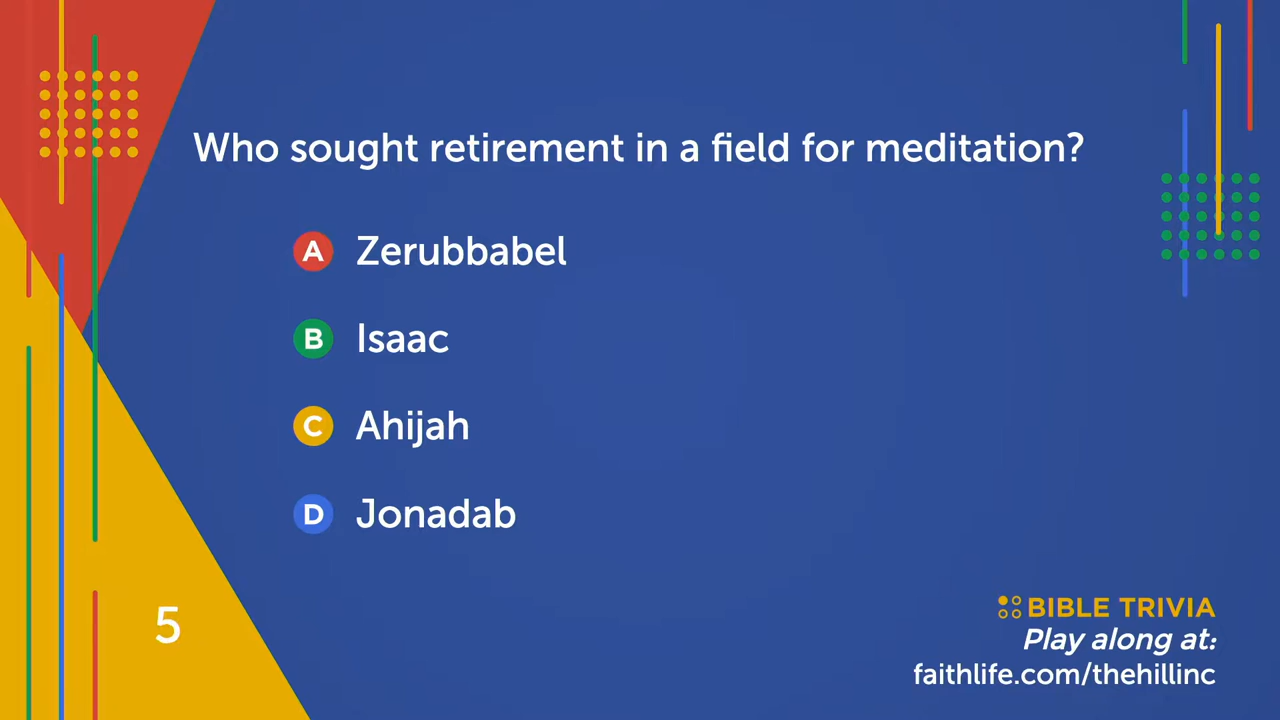 Who sought retirement in a field for meditation?
A Zerubbabel
B Isaac
C Ahijah
D Jonadab
5
BIBLE TRIVIA
Play along at:
faithlife.com/thehillinc